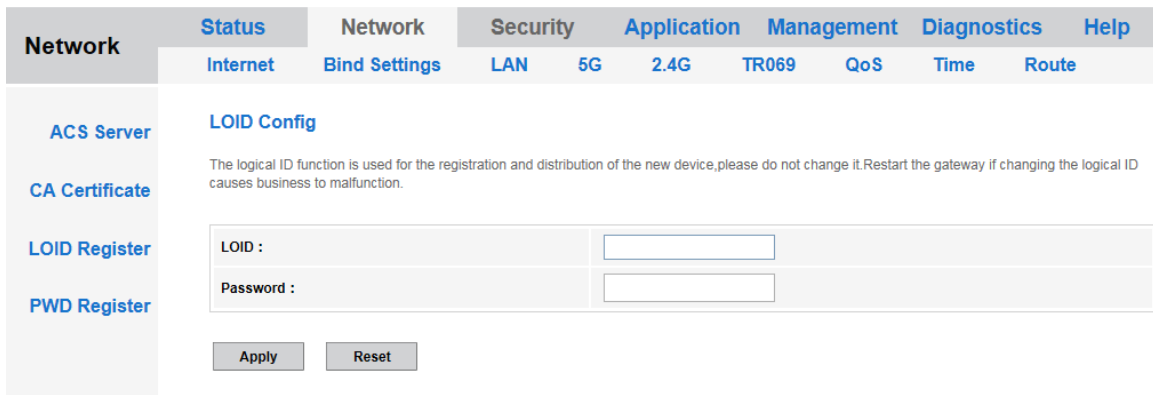 Network
Status Network Security Application Management Diagnostics Help
Internet Bind Settings LAN 5G 2.4G TR069 QoS Time Route
ACS Server
CA Certificate
LOID Register
PWD Register
LOID Config
The logical ID function is used for the registration and distribution of the new device,please do not change it.Restart the gateway if changing the logical ID
causes business to malfunction.
LOID :
Password :
Apply Reset